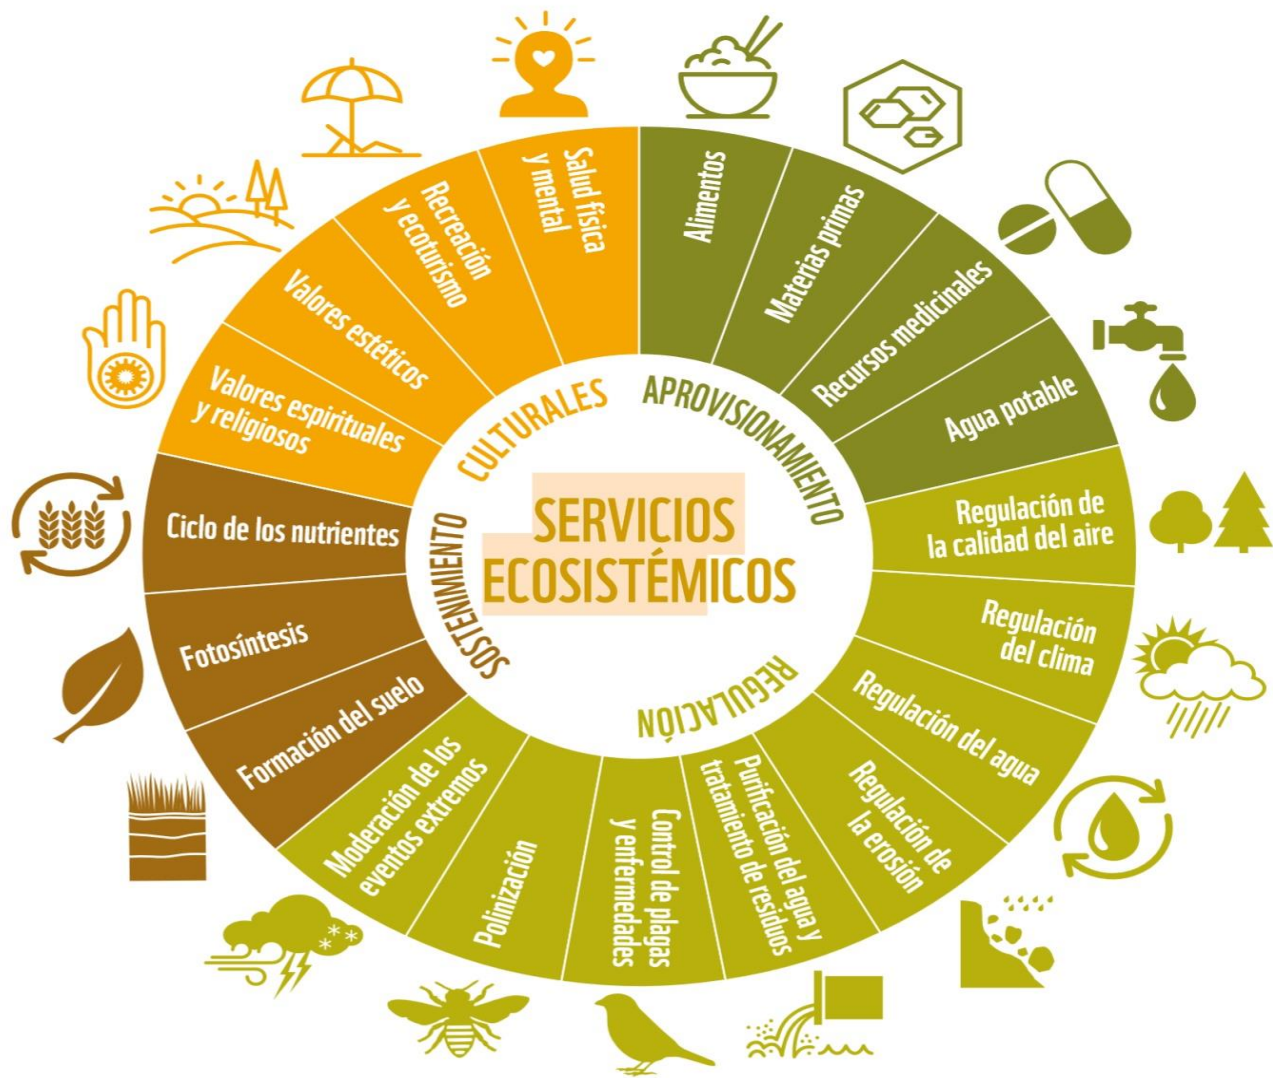 SERVICIOS
ECOSISTÉMICOS
CULTURALES
Salud física
y mental
Recreación
y ecoturismo
Valores estéticos
Valores espirituales
y religiosos
APROVISIONAMIENTO
Alimentos
Materias primas
Recursos medicinales
Agua potable
REGULACIÓN
Regulación de
la calidad del aire
Regulación
del clima
Regulación del agua
Regulación de
la erosión
Purificación del agua y
tratamiento de residuos
Control de plagas
y enfermedades
Polinización
Moderación de los
eventos extremos
SOSTENIMIENTO
Formación del suelo
Fotosíntesis
Ciclo de los nutrientes